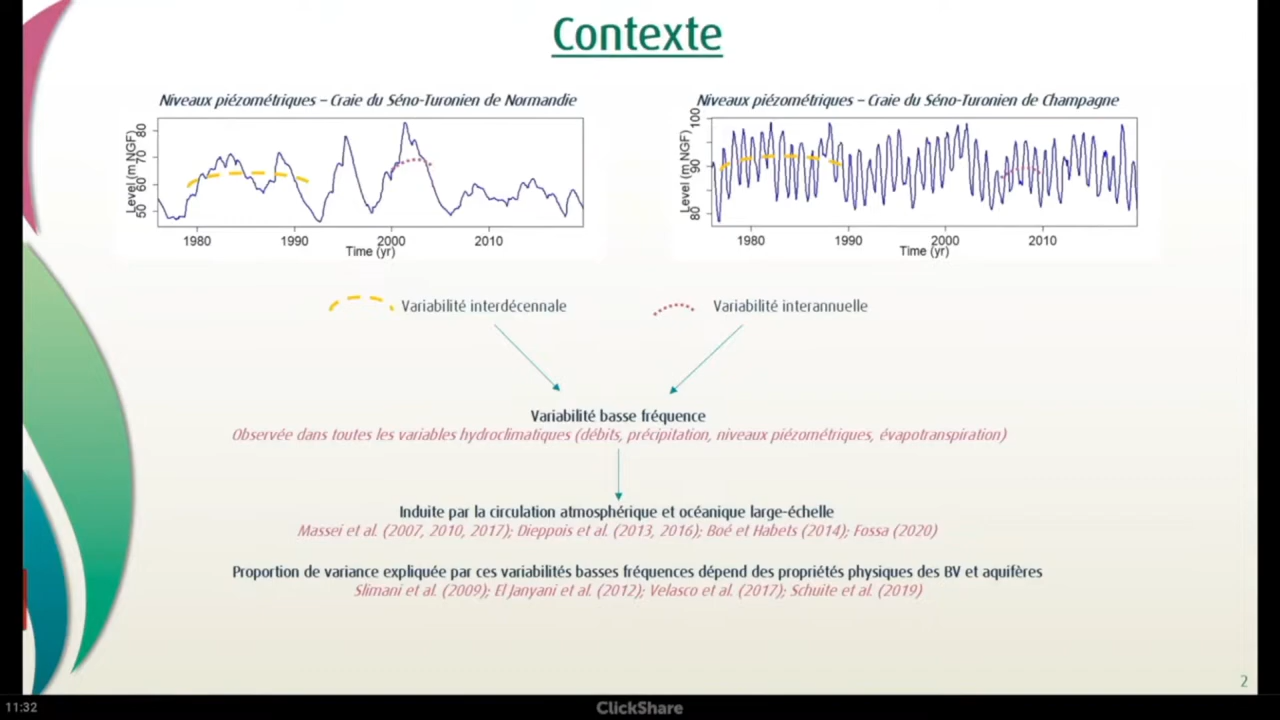 Contexte
Niveaux piézométriques – Craie du Séno-Turonien de Normandie
Level (m NGF)
80
70
60
50
1980
1990
2000
2010
Time (yr)
Niveaux piézométriques – Craie du Séno-Turonien de Champagne
Level (m NGF)
100
90
80
1980
1990
2000
2010
Time (yr)
Variabilité interdécennale
Variabilité interannuelle
Variabilité basse fréquence
Observée dans toutes les variables hydroclimatiques (débits, précipitation, niveaux piézométriques, évapotranspiration)
Induite par la circulation atmosphérique et océanique large-échelle
Massei et al. (2007, 2010, 2017); Dieppois et al. (2013, 2016); Boé et Habets (2014); Fossa (2020)
Proportion de variance expliquée par ces variabilités basses fréquences dépend des propriétés physiques des BV et aquifères
Slimani et al. (2009); El Janyani et al. (2012); Velasco et al. (2017); Schuite et al. (2019)
2
11:32
ClickShare